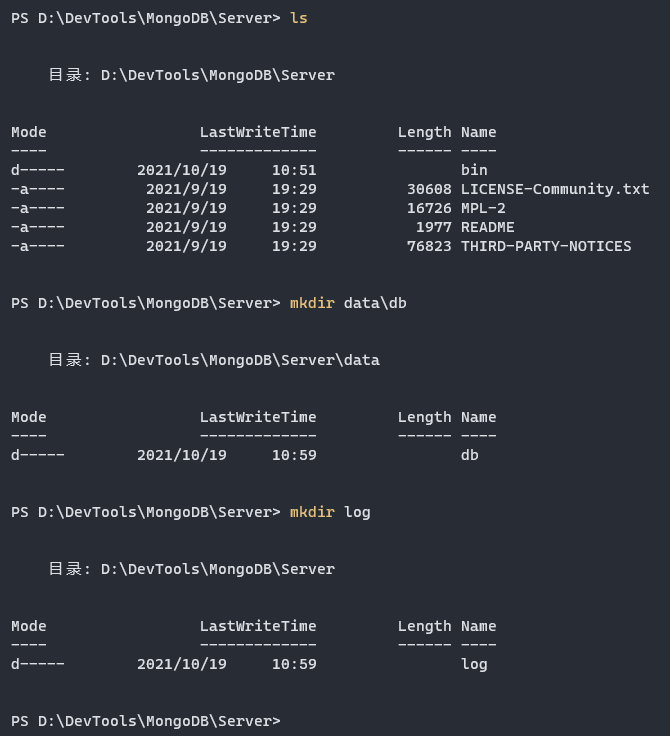 PS D:\DevTools\MongoDB\Server> ls
目录: D:\DevTools\MongoDB\Server
Mode                 LastWriteTime         Length Name
----                 -------------         ------ ----
d-----        2021/10/19     10:51                bin
-a----         2021/9/19     19:29          30608 LICENSE-Community.txt
-a----         2021/9/19     19:29          16726 MPL-2
-a----         2021/9/19     19:29           1977 README
-a----         2021/9/19     19:29          76823 THIRD-PARTY-NOTICES
PS D:\DevTools\MongoDB\Server> mkdir data\db
目录: D:\DevTools\MongoDB\Server\data
Mode                 LastWriteTime         Length Name
----                 -------------         ------ ----
d-----        2021/10/19     10:59                db
PS D:\DevTools\MongoDB\Server> mkdir log
目录: D:\DevTools\MongoDB\Server
Mode                 LastWriteTime         Length Name
----                 -------------         ------ ----
d-----        2021/10/19     10:59                log
PS D:\DevTools\MongoDB\Server>